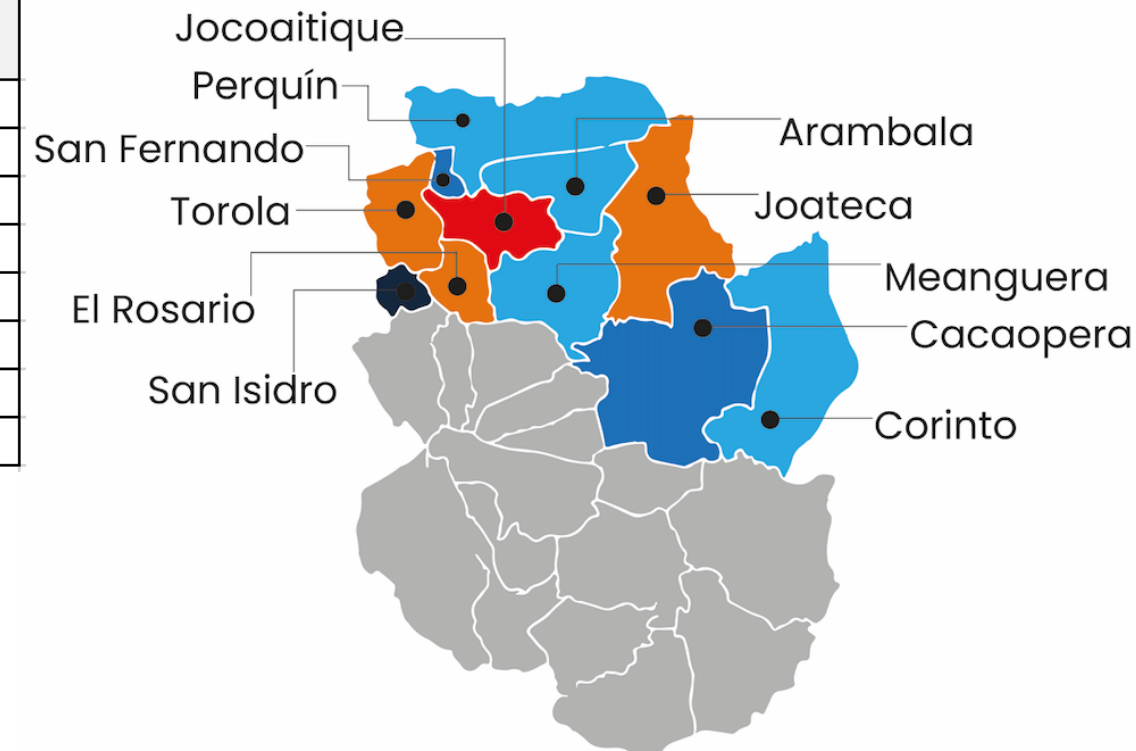 Jocoaitique
Perquín
San Fernando
Torola
El Rosario
San Isidro
Arambala
Joateca
Meanguera
Cacaopera
Corinto